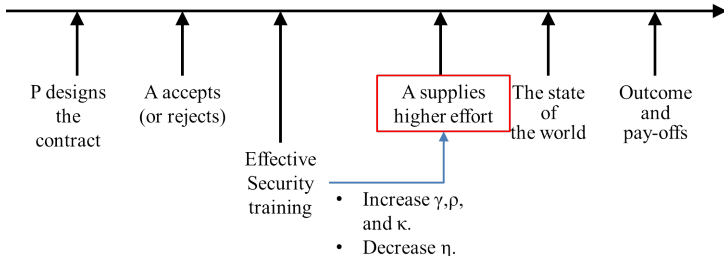 P designs
the
contract
A accepts
(or rejects)
Effective
Security
training
A supplies
higher effort
The state
of
the world
Outcome
and
pay-offs
• Increase γ,ρ,
and κ.
• Decrease η.